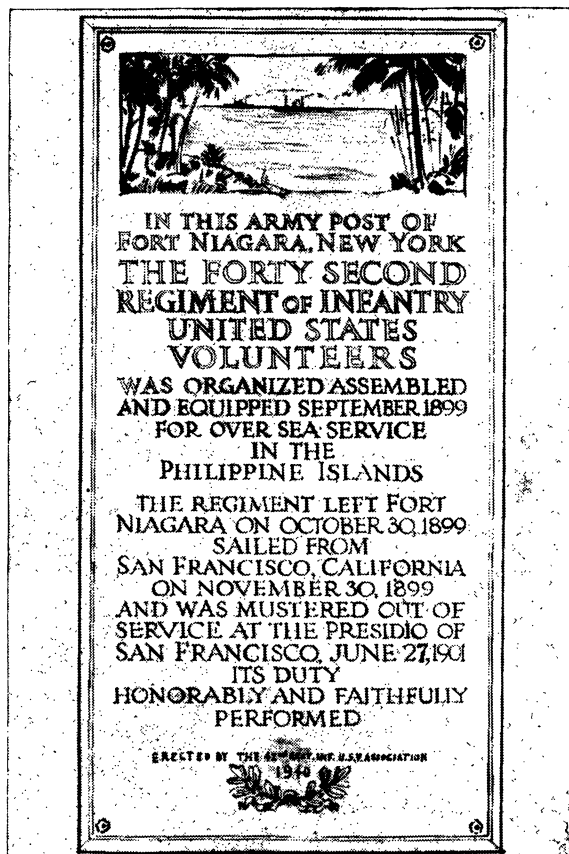 IN THIS ARMY POST OF
FORT NIAGARA, NEW YORK
THE FORTY SECOND
REGIMENT OF INFANTRY
UNITED STATES
VOLUNTEERS
WAS ORGANIZED ASSEMBLED
AND EQUIPPED SEPTEMBER 1899
FOR OVER SEA SERVICE
IN THE
PHILIPPINE ISLANDS
THE REGIMENT LEFT FORT
NIAGARA ON OCTOBER 30, 1899
SAILED FROM
SAN FRANCISCO, CALIFORNIA
ON NOVEMBER 30, 1899
AND WAS MUSTERED OUT OF
SERVICE AT THE PRESIDIO OF
SAN FRANCISCO, JUNE 27, 1901
ITS DUTY
HONORABLY AND FAITHFULLY
PERFORMED
ERECTED BY THE INF. U.S.V. ASSOCIATION